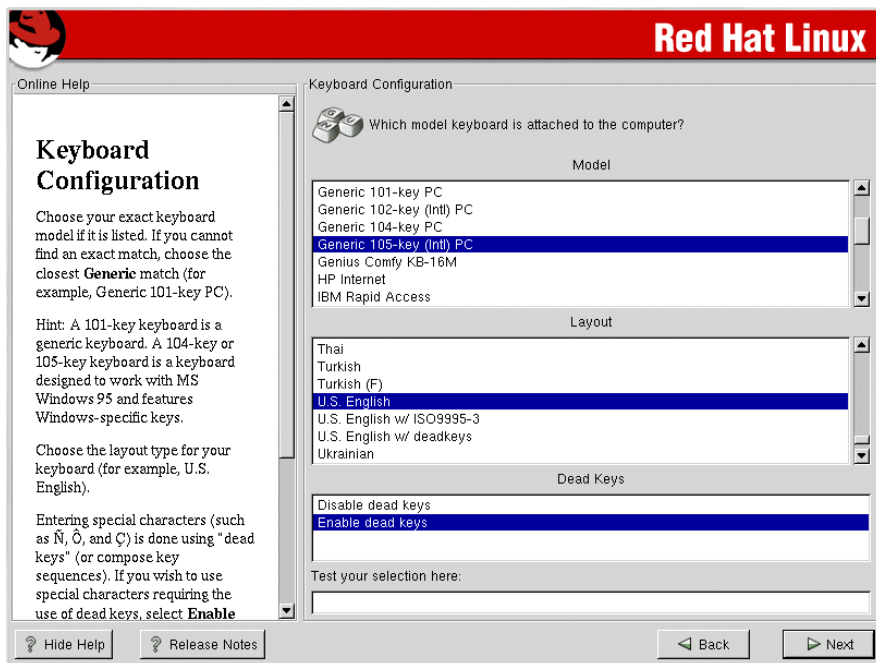 Red Hat Linux
Online Help
Keyboard
Configuration
Choose your exact keyboard
model if it is listed. If you cannot
find an exact match, choose the
closest Generic match (for
example, Generic 101-key PC).
Hint: A 101-key keyboard is a
generic keyboard. A 104-key or
105-key keyboard is a keyboard
designed to work with MS
Windows 95 and features
Windows-specific keys.
Choose the layout type for your
keyboard (for example, U.S.
English).
Entering special characters (such
as Ñ, Ô, and Ç) is done using "dead
keys" (or compose key
sequences). If you wish to use
special characters requiring the
use of dead keys, select Enable
Keyboard Configuration
G U N
Which model keyboard is attached to the computer?
Model
Generic 101-key PC
Generic 102-key (Intl) PC
Generic 104-key PC
Generic 105-key (Intl) PC
Genius Comfy KB-16M
HP Internet
IBM Rapid Access
Layout
Thai
Turkish
Turkish (F)
U.S. English
U.S. English w/ ISO9995-3
U.S. English w/ deadkeys
Ukrainian
Dead Keys
Disable dead keys
Enable dead keys
Test your selection here:
Hide Help
Release Notes
Back
Next